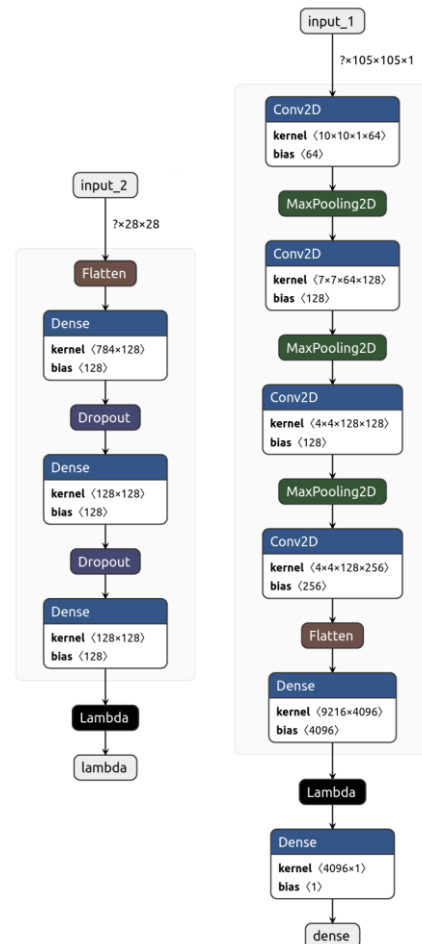 input_2
?×28×28
Flatten
Dense
kernel ⟨784×128⟩
bias ⟨128⟩
Dropout
Dense
kernel ⟨128×128⟩
bias ⟨128⟩
Dropout
Dense
kernel ⟨128×128⟩
bias ⟨128⟩
Lambda
lambda
input_1
?×105×105×1
Conv2D
kernel ⟨10×10×1×64⟩
bias ⟨64⟩
MaxPooling2D
Conv2D
kernel ⟨7×7×64×128⟩
bias ⟨128⟩
MaxPooling2D
Conv2D
kernel ⟨4×4×128×128⟩
bias ⟨128⟩
MaxPooling2D
Conv2D
kernel ⟨4×4×128×256⟩
bias ⟨256⟩
Flatten
Dense
kernel ⟨9216×4096⟩
bias ⟨4096⟩
Lambda
Dense
kernel ⟨4096×1⟩
bias ⟨1⟩
dense